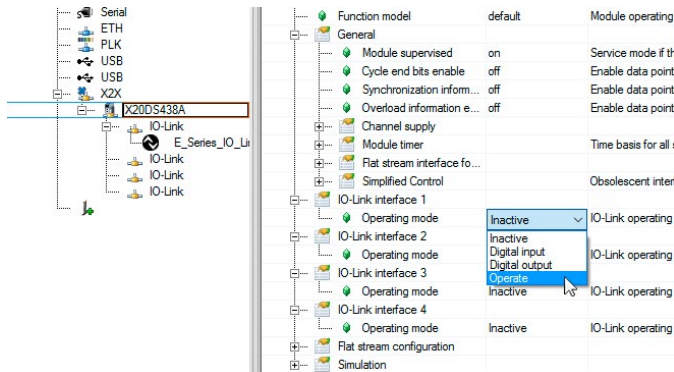 Serial
ETH
PLK
USB
USB
X2X
X20DS438A
IO-Link
E_Series_IO_Li
IO-Link
IO-Link
IO-Link
Function model default Module operating
General
Module supervised on Service mode if th
Cycle end bits enable off Enable data point
Synchronization inform... off Enable data point
Overload information e... off Enable data point
Channel supply
Module timer Time basis for all s
Flat stream interface fo...
Simplified Control Obsolescent inter
IO-Link interface 1
Operating mode Inactive IO-Link operating
Inactive
Digital input
Digital output
Operate
IO-Link interface 2
Operating mode IO-Link operating
IO-Link interface 3
Operating mode Inactive IO-Link operating
IO-Link interface 4
Operating mode Inactive IO-Link operating
Flat stream configuration
Simulation